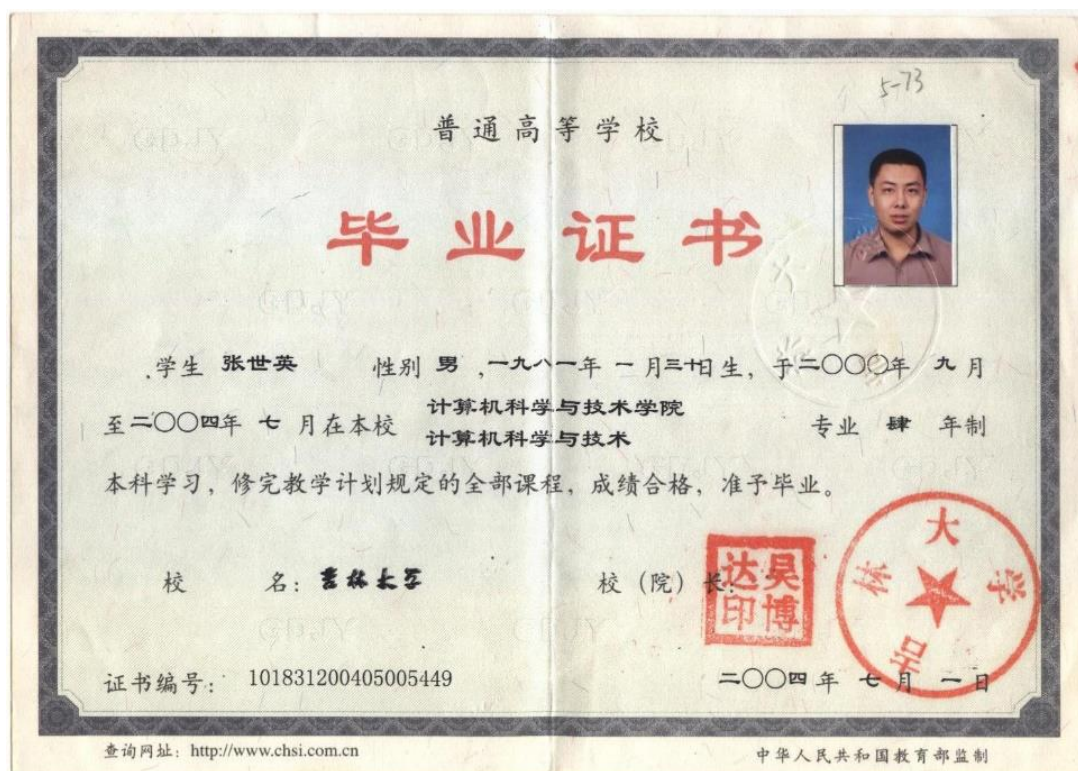 5-73
普通高等学校
毕业证书
学生 张世英 性别 男 ,一九八一年 一 月三十日生，于二〇〇〇年 九 月
至二〇〇四年 七 月在本校 计算机科学与技术学院
计算机科学与技术 专业 肆 年制
本科学习，修完教学计划规定的全部课程，成绩合格，准予毕业。
校 名：吉林大学 校（院）长：
吴博达印
吉林大学
证书编号：101831200405005449 二〇〇四年 七 月 一 日
查询网址：http://www.chsi.com.cn 中华人民共和国教育部监制